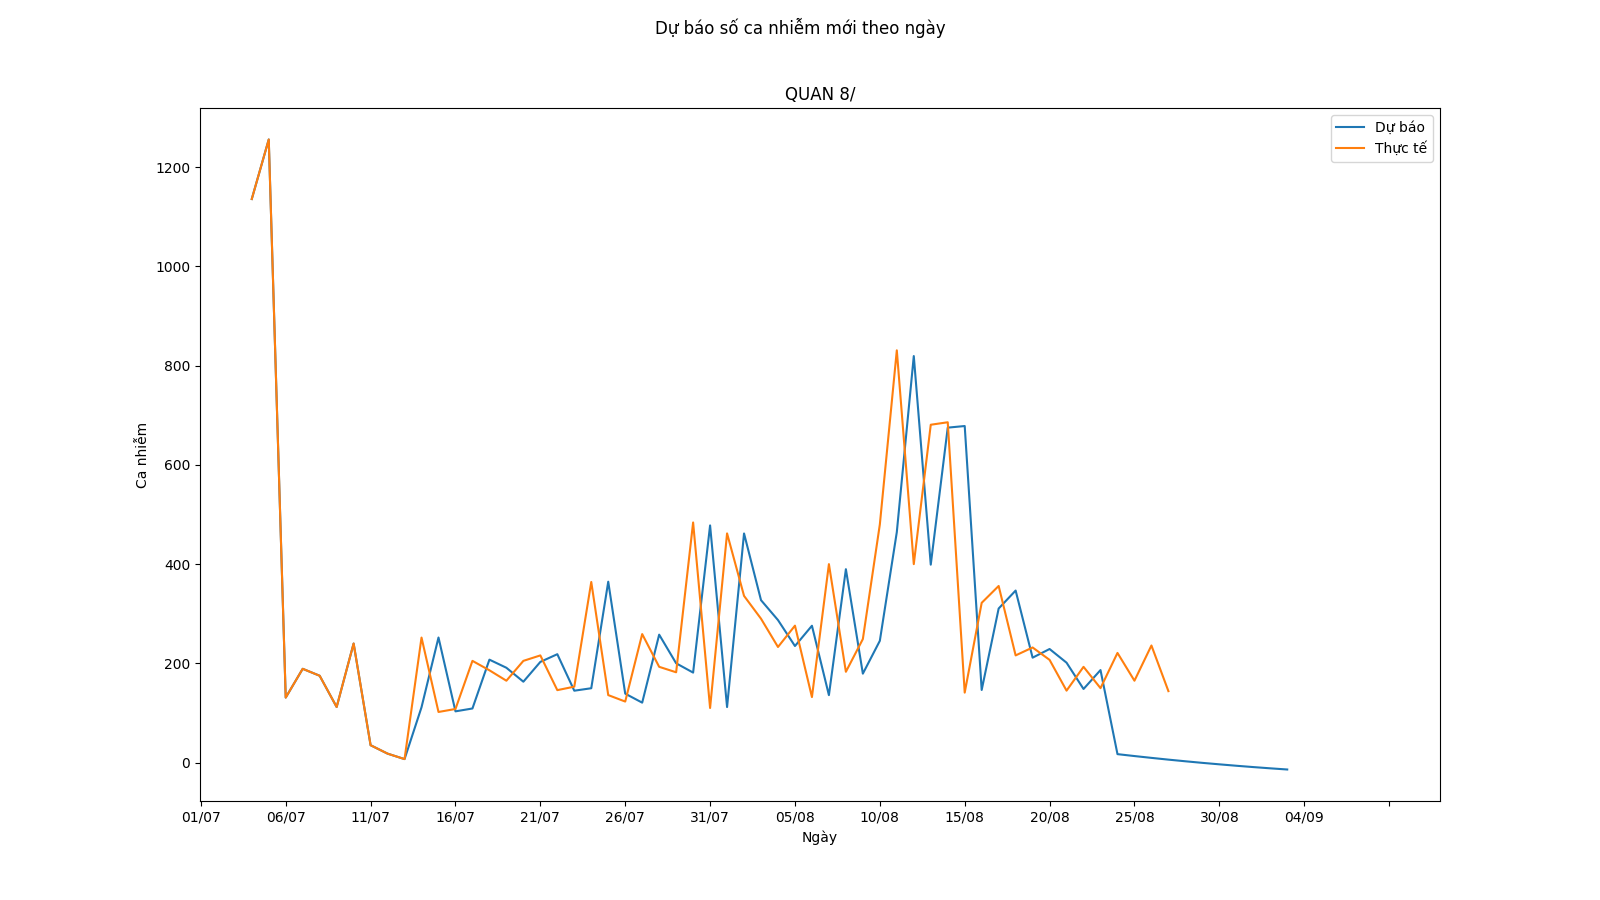 Dự báo số ca nhiễm mới theo ngày
QUAN 8/
Dự báo
Thực tế
1200
1000
800
600
400
200
0
Ca nhiễm
01/07 06/07 11/07 16/07 21/07 26/07 31/07 05/08 10/08 15/08 20/08 25/08 30/08 04/09
Ngày